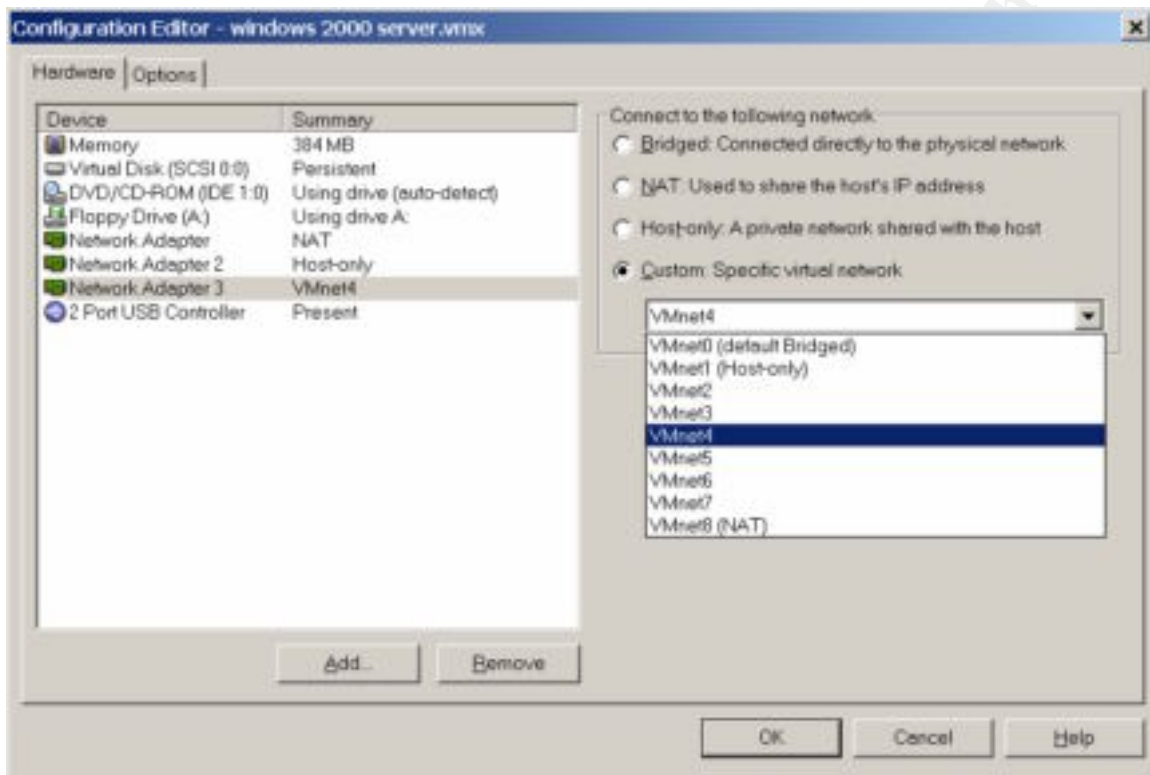 Configuration Editor - windows 2000 server.vmx
Hardware
Options
Device Summary
Memory 384 MB
Virtual Disk (SCSI 0:0) Persistent
DVD/CD-ROM (IDE 1:0) Using drive (auto-detect)
Floppy Drive (A:) Using drive A:
Network Adapter NAT
Network Adapter 2 Host-only
Network Adapter 3 VMnet4
2 Port USB Controller Present
Add...
Remove
Connect to the following network
Bridged: Connected directly to the physical network
NAT: Used to share the host's IP address
Host-only: A private network shared with the host
Custom: Specific virtual network
VMnet4
VMnet0 (default Bridged)
VMnet1 (Host-only)
VMnet2
VMnet3
VMnet4
VMnet5
VMnet6
VMnet7
VMnet8 (NAT)
OK
Cancel
Help